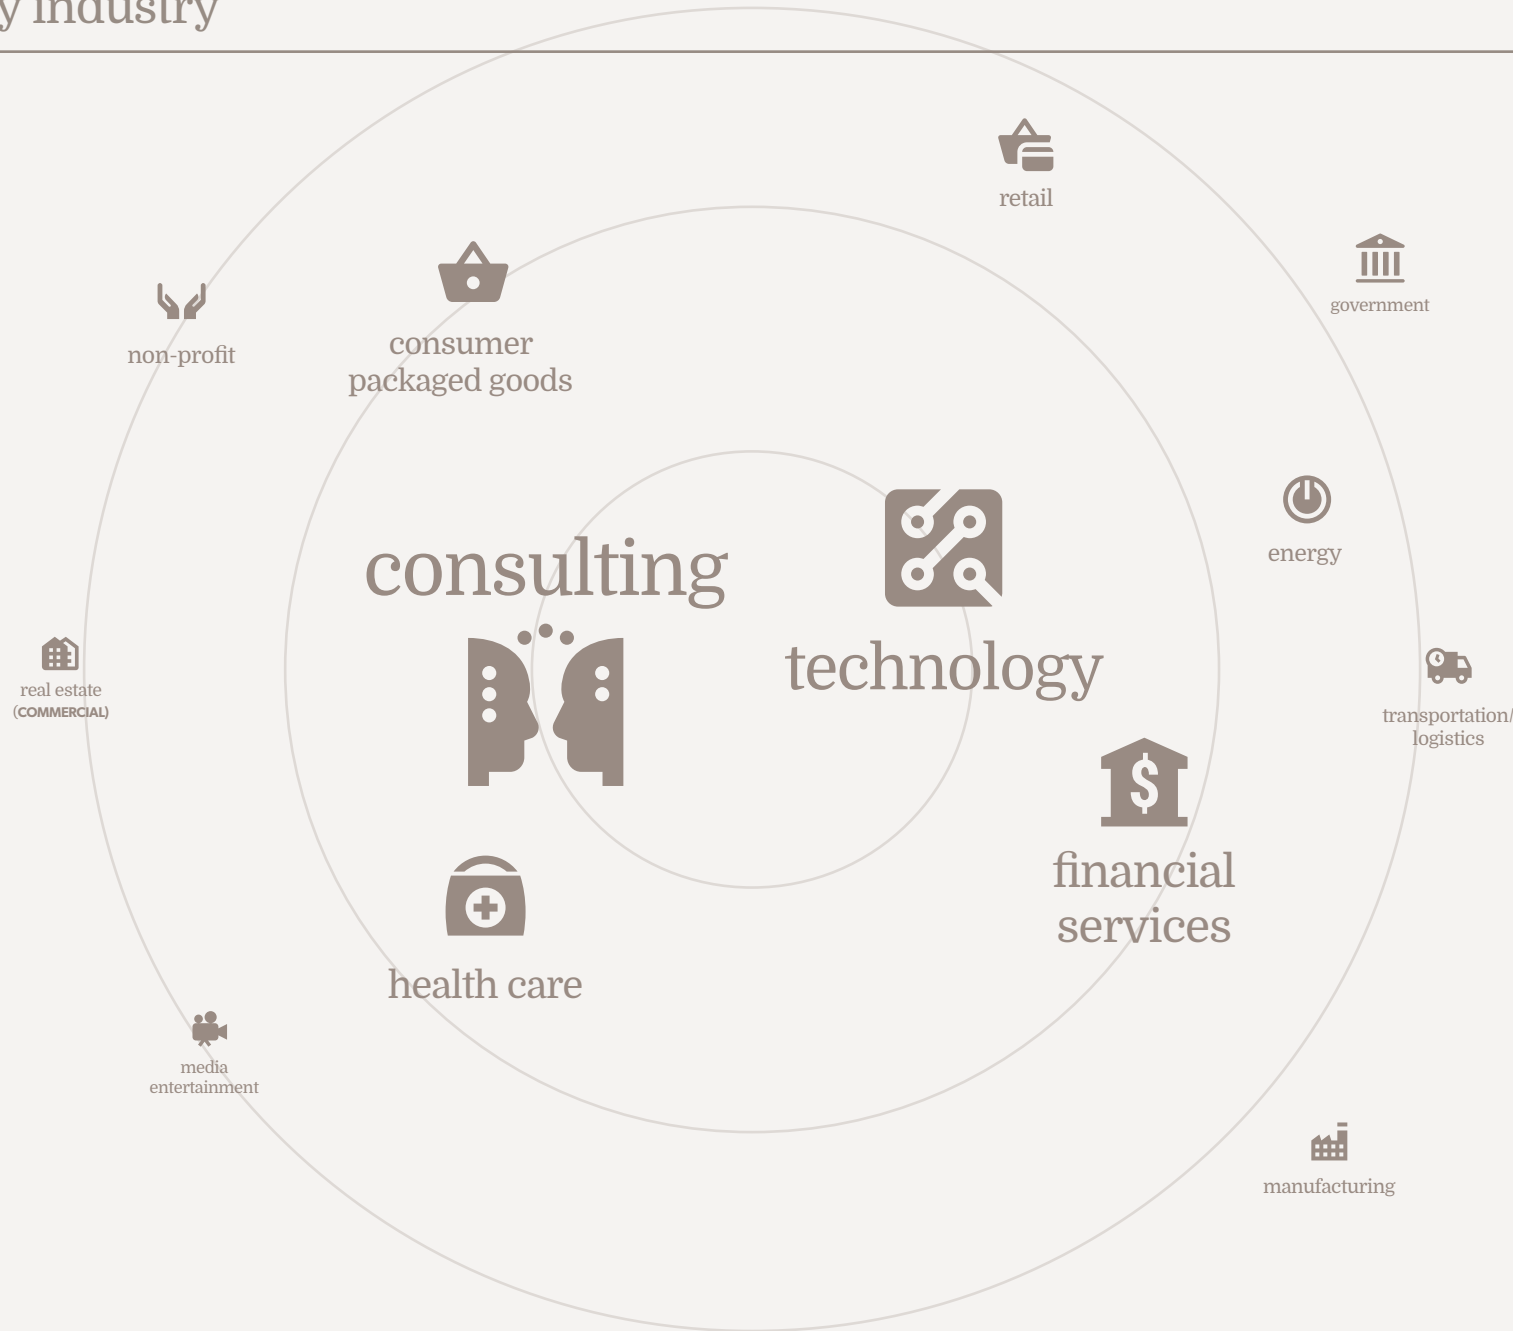 y industry
retail
government
non-profit
consumer
packaged goods
energy
consulting
technology
real estate
(COMMERCIAL)
transportation/
logistics
financial
services
health care
media
entertainment
manufacturing